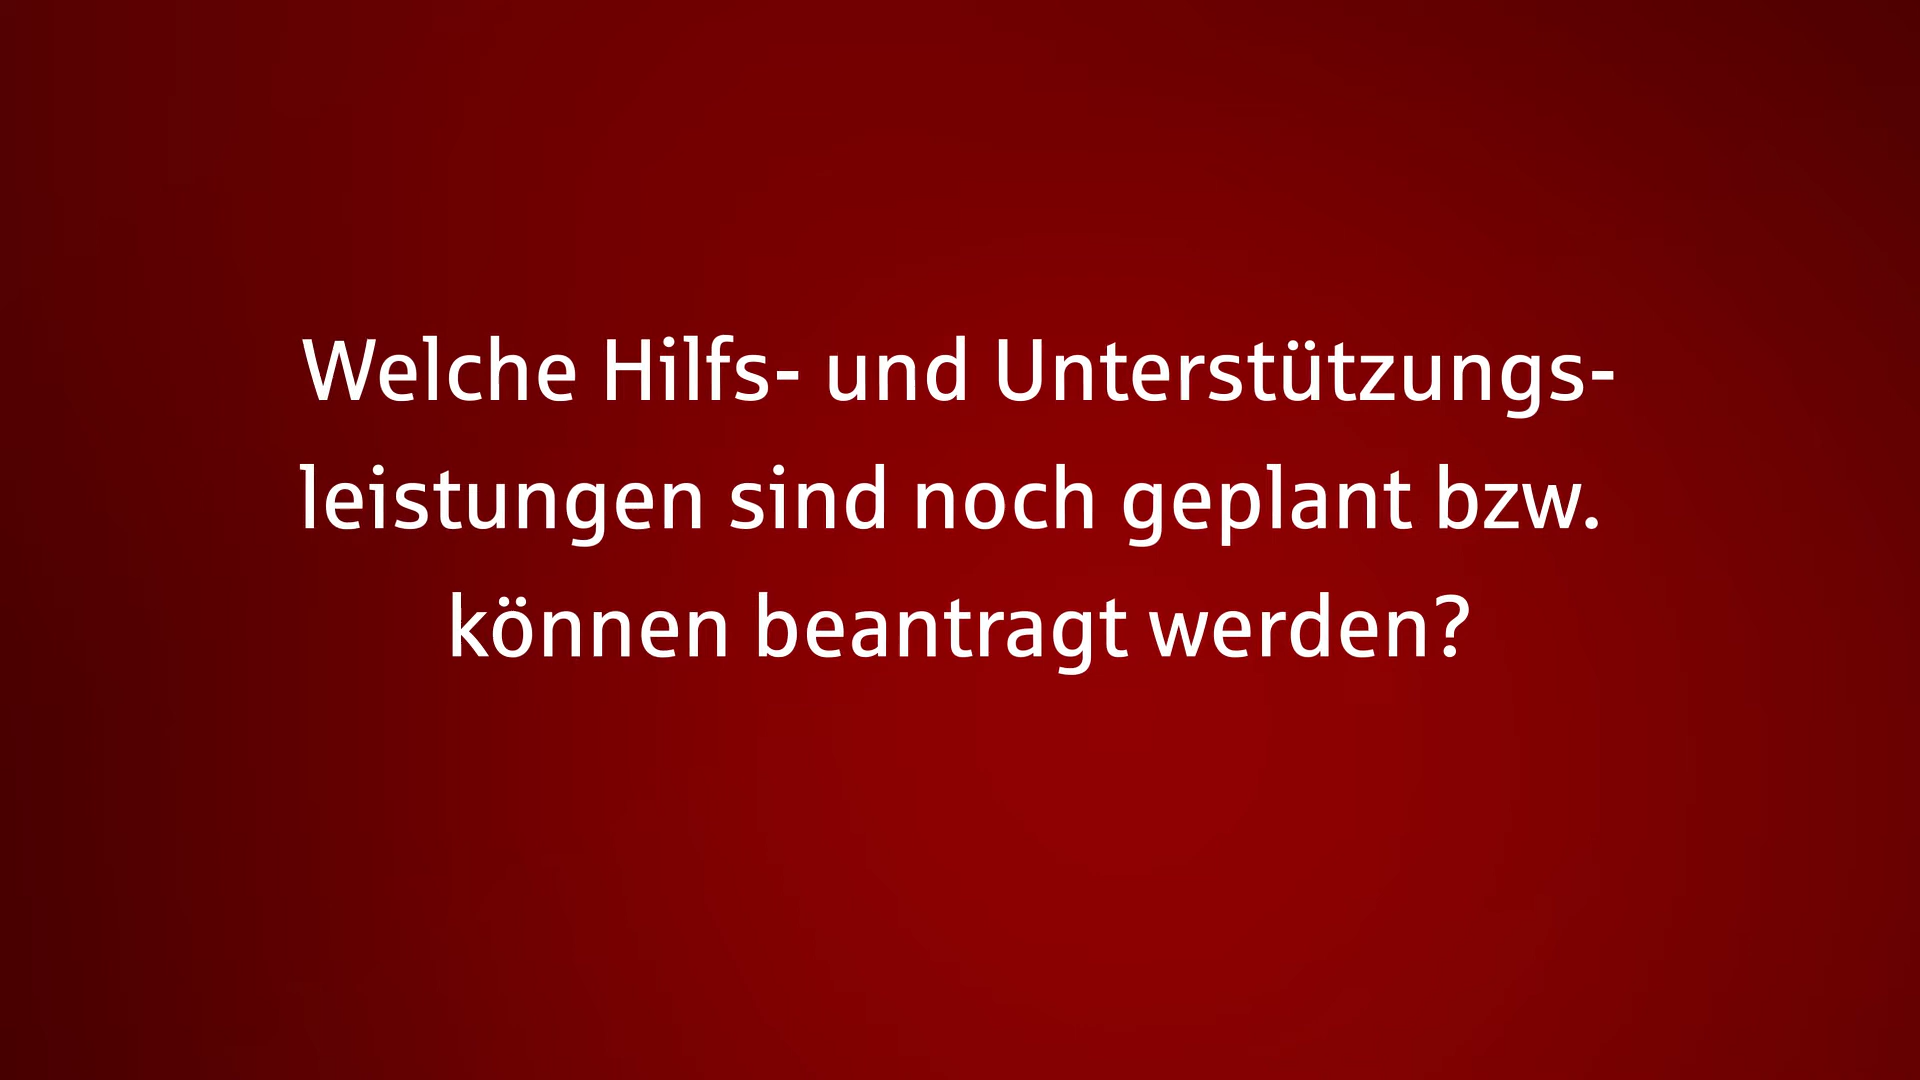 Welche Hilfs- und Unterstützungs-
leistungen sind noch geplant bzw.
können beantragt werden?